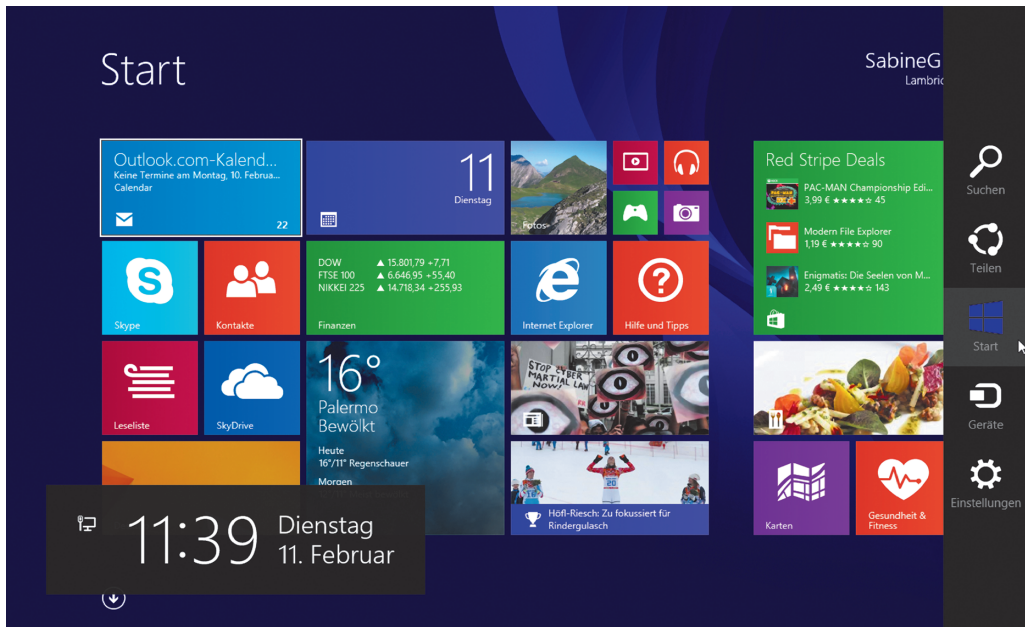 Start
SabineG
Lambric
Outlook.com-Kalend...
Keine Termine am Montag, 10. Februa...
Calendar
22
11
Dienstag
Fotos
Red Stripe Deals
PAC-MAN Championship Edi...
3,99 € ★★★★☆ 45
Modern File Explorer
1,19 € ★★★★☆ 90
Enigmatis: Die Seelen von M...
2,49 € ★★★★☆ 143
Skype
Kontakte
DOW ▲ 15.801,79 +7,71
FTSE 100 ▲ 6.646,95 +55,40
NIKKEI 225 ▲ 14.718,34 +255,93
Finanzen
Internet Explorer
Hilfe und Tipps
Leseliste
SkyDrive
16°
Palermo
Bewölkt
Heute
16°/11° Regenschauer
Morgen
STOP CYBER
MARTIAL LAW
NOW!
20
Höfl-Riesch: Zu fokussiert für
Rindergulasch
Karten
Gesundheit &
Fitness
11:39
Dienstag
11. Februar
Suchen
Teilen
Start
Geräte
Einstellungen